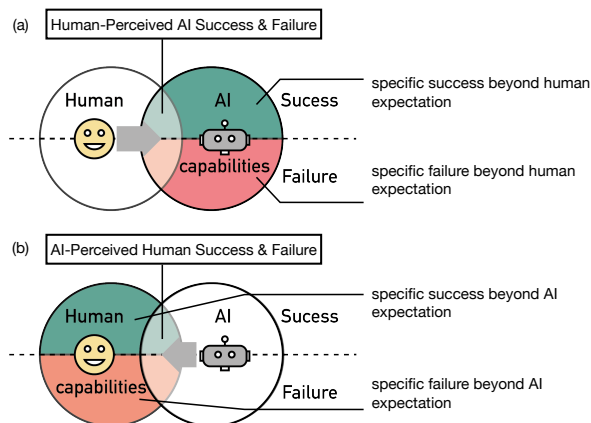 (a)
Human-Perceived AI Success & Failure
Human
AI
Sucess
capabilities
Failure
specific success beyond human
expectation
specific failure beyond human
expectation
(b)
AI-Perceived Human Success & Failure
Human
AI
Sucess
capabilities
Failure
specific success beyond AI
expectation
specific failure beyond AI
expectation